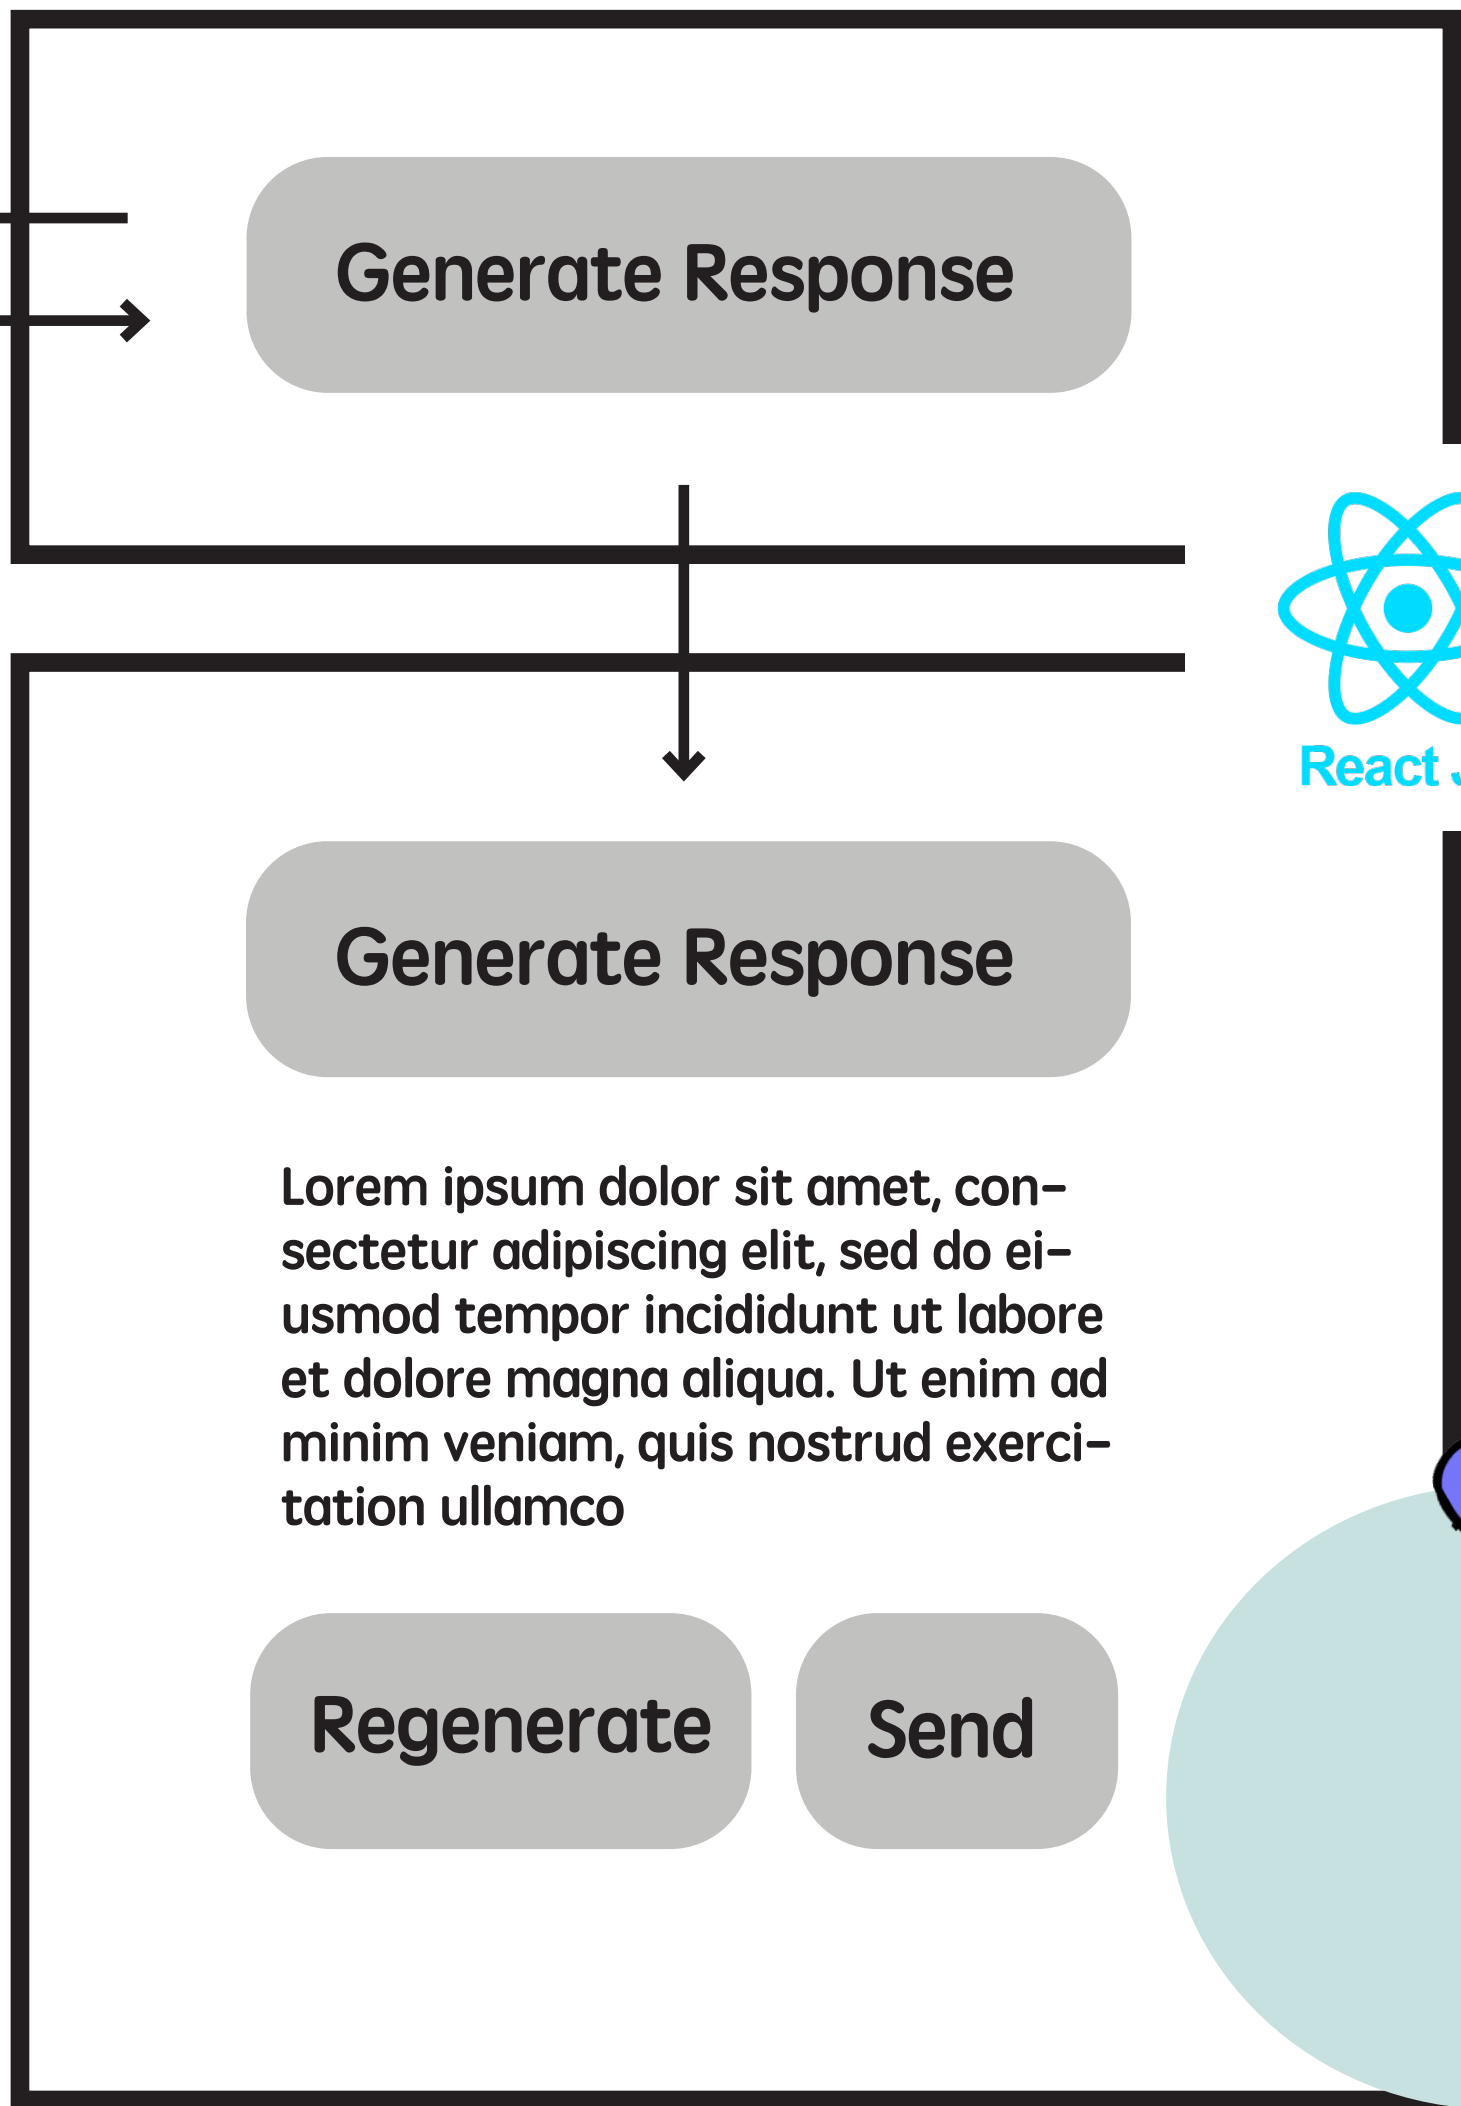 Generate Response
React J
Generate Response
Lorem ipsum dolor sit amet, con-
sectetur adipiscing elit, sed do ei-
usmod tempor incididunt ut labore
et dolore magna aliqua. Ut enim ad
minim veniam, quis nostrud exerci-
tation ullamco
Regenerate
Send